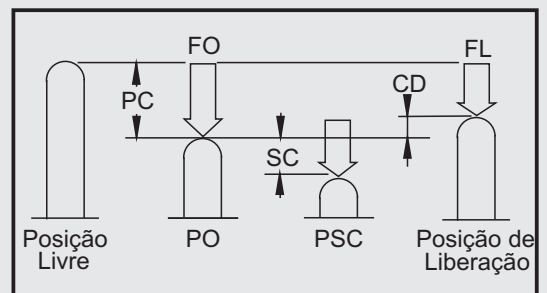 FO
FL
PC
CD
SC
Posição
Livre
PO
PSC
Posição de
Liberação